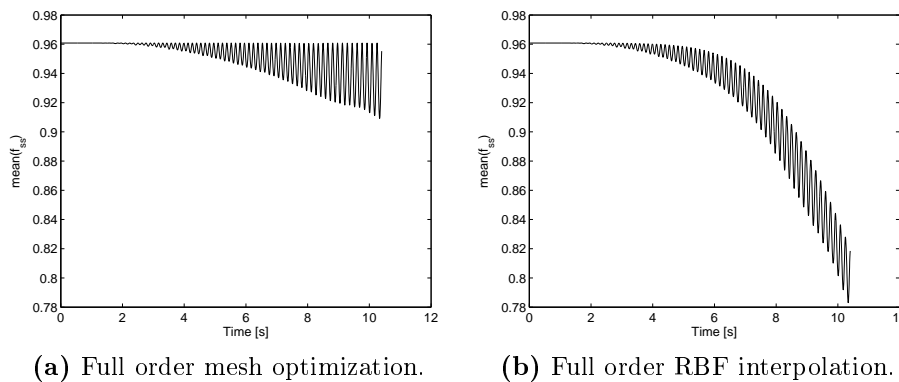 0.98
0.96
0.94
0.92
0.9
0.88
0.86
0.84
0.82
0.8
0.78
mean(f_ss)
0 2 4 6 8 10 12
Time [s]
(a) Full order mesh optimization.
0.98
0.96
0.94
0.92
0.9
0.88
0.86
0.84
0.82
0.8
0.78
mean(f_ss)
0 2 4 6 8 10 12
Time [s]
(b) Full order RBF interpolation.